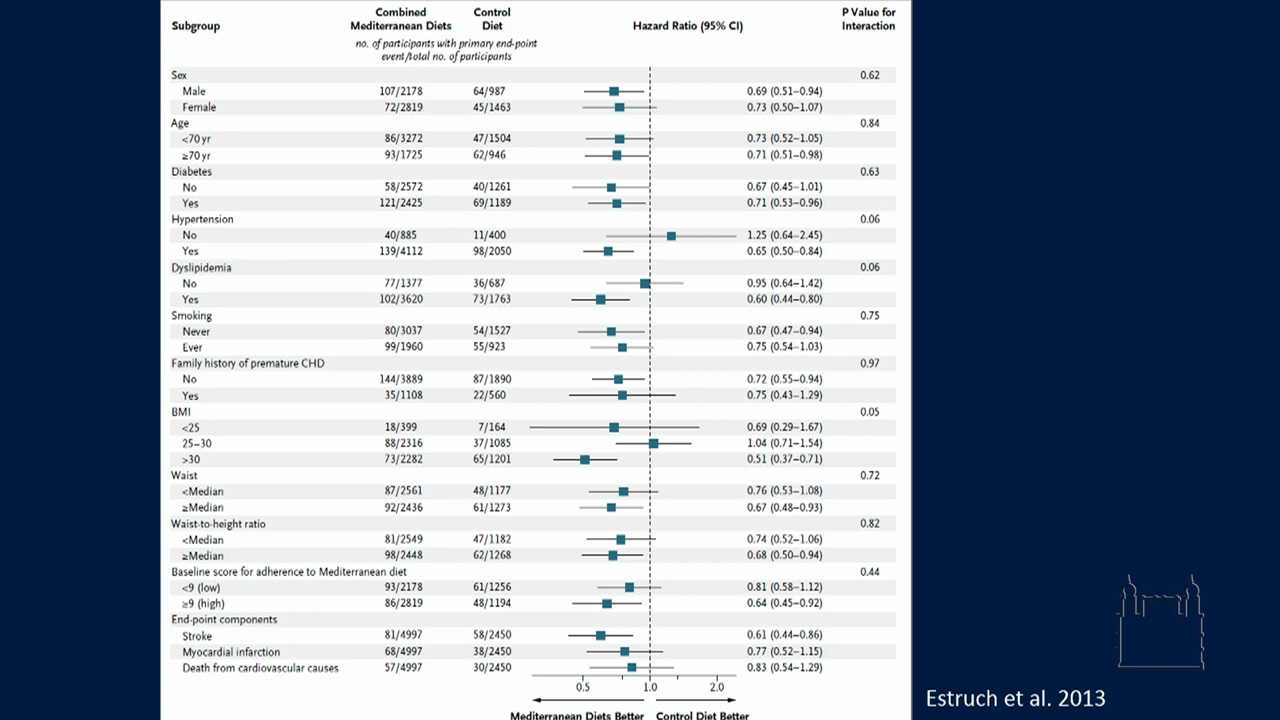 Subgroup Combined Mediterranean Diets Control Diet Hazard Ratio (95% CI) P Value for Interaction
no. of participants with primary end-point event/total no. of participants
Sex 0.62
Male 107/2178 64/987 0.69 (0.51–0.94)
Female 72/2819 45/1463 0.73 (0.50–1.07)
Age 0.84
<70 yr 86/3272 47/1504 0.73 (0.52–1.05)
≥70 yr 93/1725 62/946 0.71 (0.51–0.98)
Diabetes 0.63
No 58/2572 40/1261 0.67 (0.45–1.01)
Yes 121/2425 69/1189 0.71 (0.53–0.96)
Hypertension 0.06
No 40/885 11/400 1.25 (0.64–2.45)
Yes 139/4112 98/2050 0.65 (0.50–0.84)
Dyslipidemia 0.06
No 77/1377 36/687 0.95 (0.64–1.42)
Yes 102/3620 73/1763 0.60 (0.44–0.80)
Smoking 0.75
Never 80/3037 54/1527 0.67 (0.47–0.94)
Ever 99/1960 55/923 0.75 (0.54–1.03)
Family history of premature CHD 0.97
No 144/3889 87/1890 0.72 (0.55–0.94)
Yes 35/1108 22/560 0.75 (0.43–1.29)
BMI 0.05
<25 18/399 7/164 0.69 (0.29–1.67)
25–30 88/2316 37/1085 1.04 (0.71–1.54)
>30 73/2282 65/1201 0.51 (0.37–0.71)
Waist 0.72
<Median 87/2561 48/1177 0.76 (0.53–1.08)
≥Median 92/2436 61/1273 0.67 (0.48–0.93)
Waist-to-height ratio 0.82
<Median 81/2549 47/1182 0.74 (0.52–1.06)
≥Median 98/2448 62/1268 0.68 (0.50–0.94)
Baseline score for adherence to Mediterranean diet 0.44
<9 (low) 93/2178 61/1256 0.81 (0.58–1.12)
≥9 (high) 86/2819 48/1194 0.64 (0.45–0.92)
End-point components
Stroke 81/4997 58/2450 0.61 (0.44–0.86)
Myocardial infarction 68/4997 38/2450 0.77 (0.52–1.15)
Death from cardiovascular causes 57/4997 30/2450 0.83 (0.54–1.29)
0.5 1.0 2.0
Mediterranean Diets Better Control Diet Better
Estruch et al. 2013